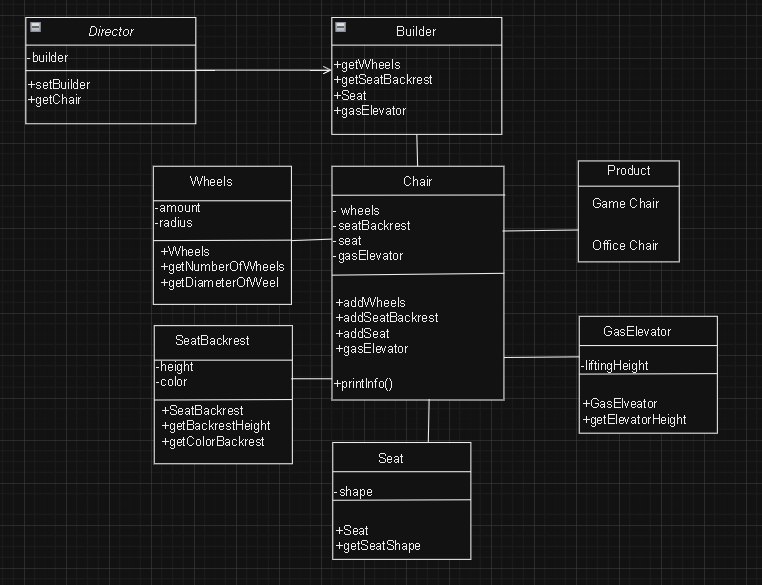 Director
-builder
+setBuilder
+getChair
Builder
+getWheels
+getSeatBackrest
+Seat
+gasElevator
Wheels
-amount
-radius
+Wheels
+getNumberOfWheels
+getDiameterOfWeel
Chair
- wheels
-seatBackrest
-seat
-gasElevator
+addWheels
+addSeatBackrest
+addSeat
+gasElevator
+printInfo()
Product
Game Chair
Office Chair
SeatBackrest
-height
-color
+SeatBackrest
+getBackrestHeight
+getColorBackrest
GasElevator
-liftingHeight
+GasElveator
+getElevatorHeight
Seat
-shape
+Seat
+getSeatShape